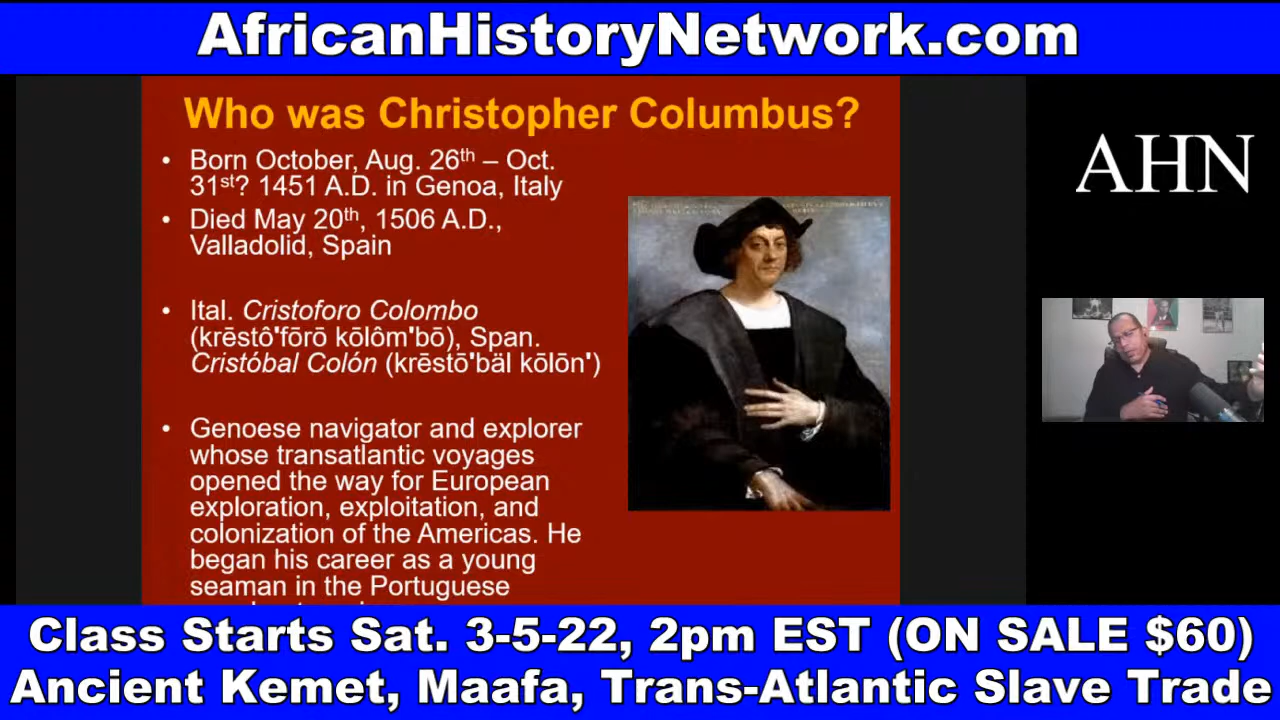 AfricanHistoryNetwork.com
Who was Christopher Columbus?
• Born October, Aug. 26th – Oct.
31st? 1451 A.D. in Genoa, Italy
• Died May 20th, 1506 A.D.,
Valladolid, Spain
• Ital. Cristoforo Colombo
(krēstô'fōrō kōlôm'bō), Span.
Cristóbal Colón (krēstō'bäl kōlōn')
• Genoese navigator and explorer
whose transatlantic voyages
opened the way for European
exploration, exploitation, and
colonization of the Americas. He
began his career as a young
seaman in the Portuguese
AHN
Class Starts Sat. 3-5-22, 2pm EST (ON SALE $60)
Ancient Kemet, Maafa, Trans-Atlantic Slave Trade